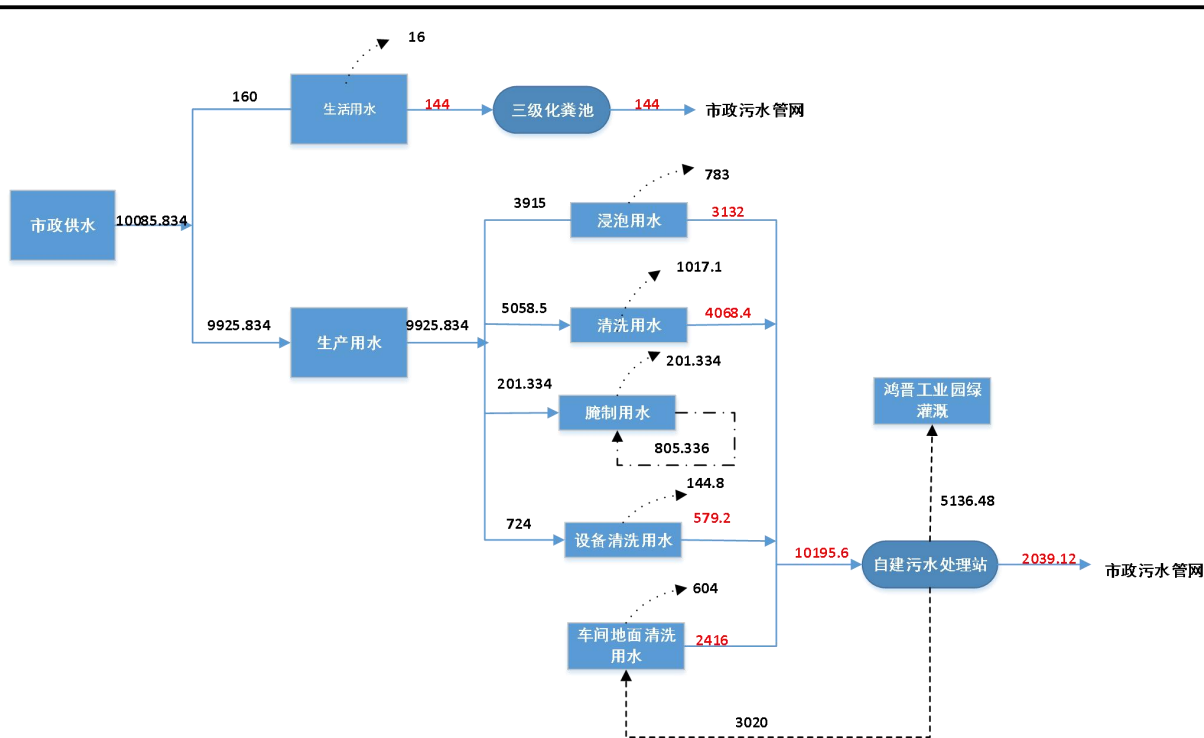 16
160
生活用水
144
三级化粪池
144
市政污水管网
市政供水
10085.834
783
3915
浸泡用水
3132
1017.1
5058.5
清洗用水
4068.4
9925.834
生产用水
9925.834
201.334
201.334
腌制用水
805.336
鸿晋工业园绿
灌溉
144.8
724
设备清洗用水
579.2
5136.48
10195.6
自建污水处理站
2039.12
市政污水管网
604
车间地面清洗
用水
2416
3020